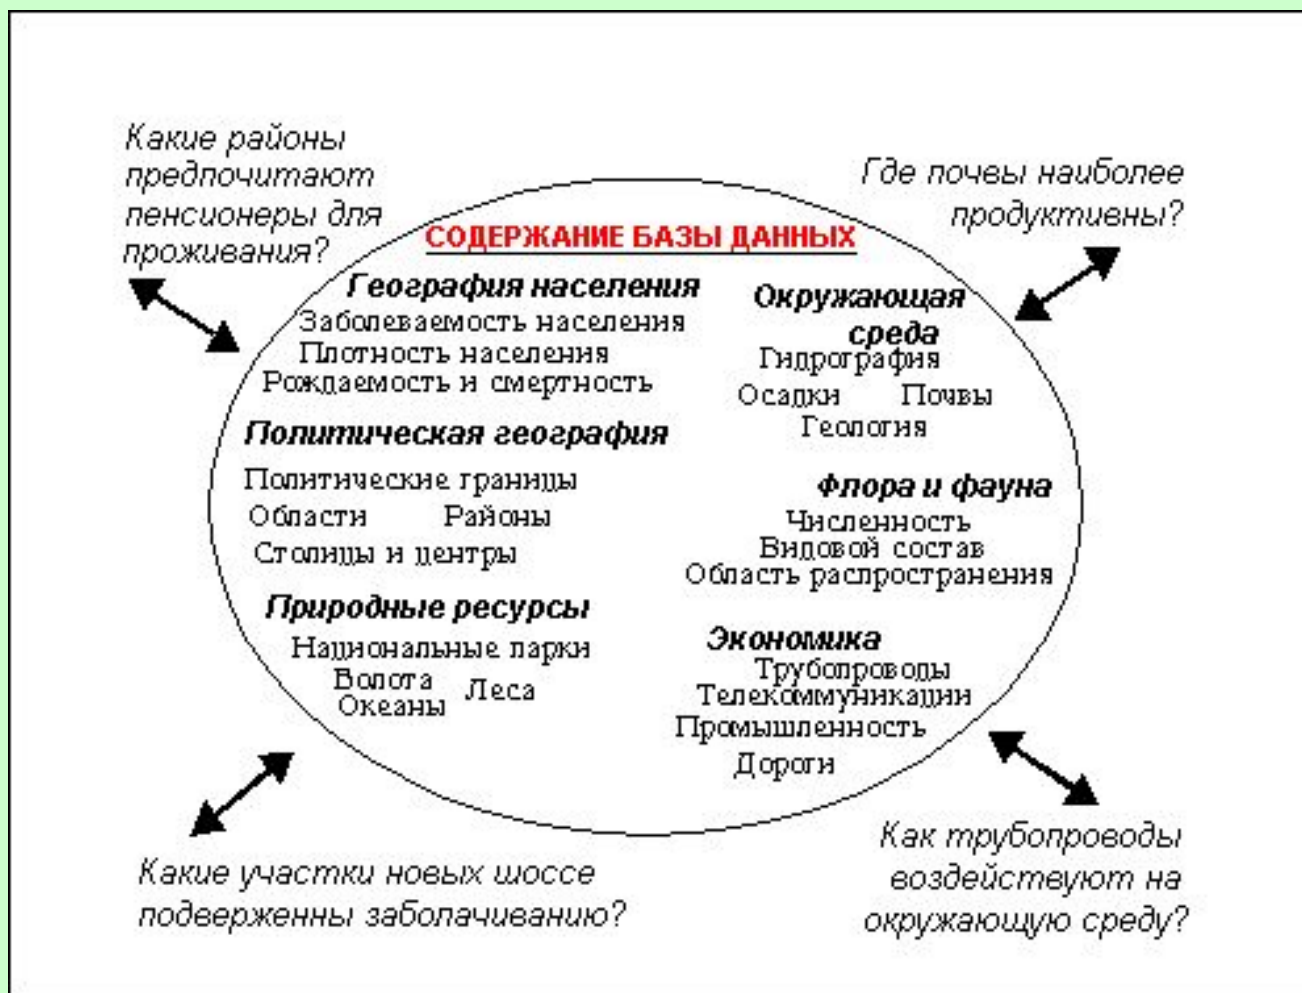 Какие районы
предпочитают
пенсионеры для
проживания?
Где почвы наиболее
продуктивны?
СОДЕРЖАНИЕ БАЗЫ ДАННЫХ
География населения
Заболеваемость населения
Плотность населения
Рождаемость и смертность
Политическая география
Политические границы
Области Районы
Столицы и центры
Природные ресурсы
Национальные парки
Волота
Леса
Океаны
Окружающая
среда
Гидрография
Осадки Почвы
Геология
Флора и фауна
Численность
Видовой состав
Область распространения
Экономика
Трубопроводы
Телекоммуникации
Промышленность
Дороги
Какие участки новых шоссе
подверженны заболачиванию?
Как трубопроводы
воздействуют на
окружающую среду?